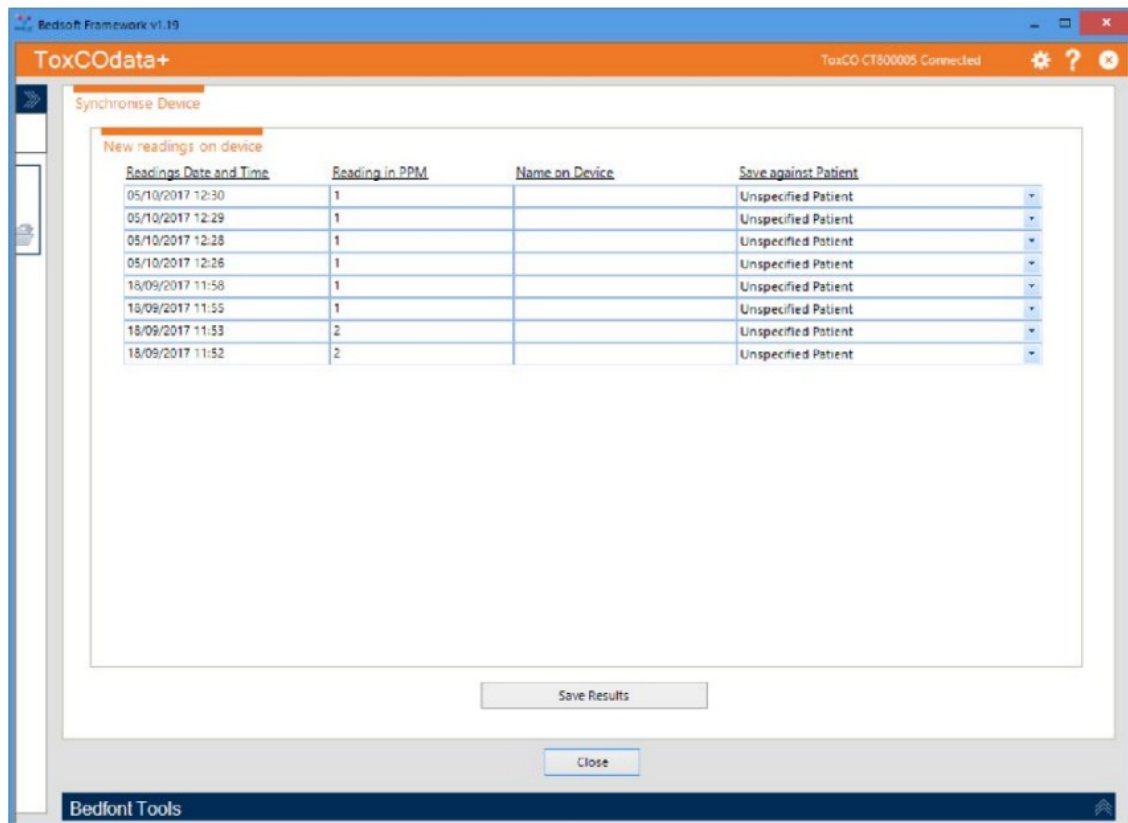 Bedsoft Framework v1.19
ToxCOdata+ ToxCO CT800005 Connected ?
Synchronise Device
New readings on device
Readings Date and Time Reading in PPM Name on Device Save against Patient
05/10/2017 12:30 1 Unspecified Patient
05/10/2017 12:29 1 Unspecified Patient
05/10/2017 12:28 1 Unspecified Patient
05/10/2017 12:26 1 Unspecified Patient
18/09/2017 11:58 1 Unspecified Patient
18/09/2017 11:55 1 Unspecified Patient
18/09/2017 11:53 2 Unspecified Patient
18/09/2017 11:52 2 Unspecified Patient
Save Results
Close
Bedfont Tools